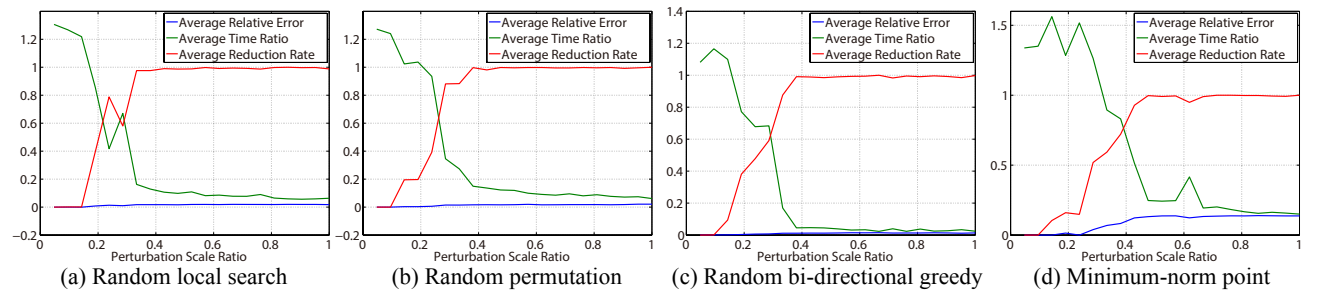 Average Relative Error
Average Time Ratio
Average Reduction Rate
1.2
1
0.8
0.6
0.4
0.2
0
−0.2
0 0.2 0.4 0.6 0.8 1
Perturbation Scale Ratio
(a) Random local search
Average Relative Error
Average Time Ratio
Average Reduction Rate
1.2
1
0.8
0.6
0.4
0.2
0
−0.2
0 0.2 0.4 0.6 0.8 1
Perturbation Scale Ratio
(b) Random permutation
Average Relative Error
Average Time Ratio
Average Reduction Rate
1.4
1.2
1
0.8
0.6
0.4
0.2
0
0 0.2 0.4 0.6 0.8 1
Perturbation Scale Ratio
(c) Random bi-directional greedy
Average Relative Error
Average Time Ratio
Average Reduction Rate
1.5
1
0.5
0
0 0.2 0.4 0.6 0.8 1
Perturbation Scale Ratio
(d) Minimum-norm point